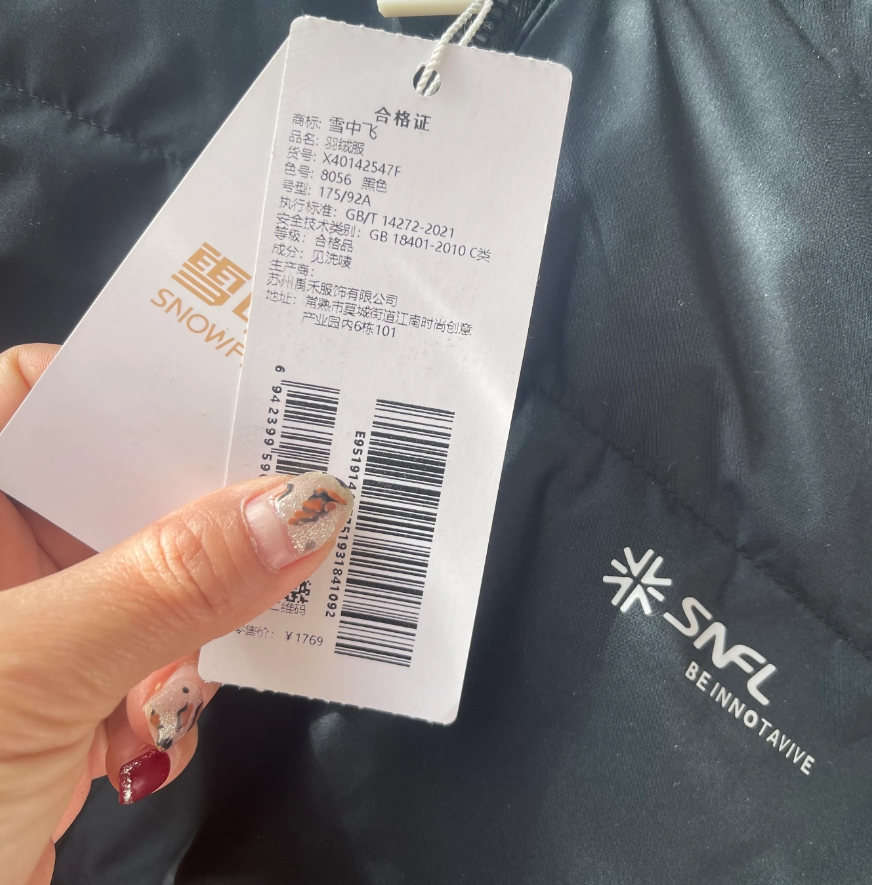 合格证
商标: 雪中飞
品名: 羽绒服
货号: X40142547F
色号: 8056 黑色
号型: 175/92A
执行标准: GB/T 14272-2021
安全技术类别: GB 18401-2010 C类
等级: 合格品
成分: 见洗唛
生产商:
苏州禹禾服饰有限公司
地址: 常熟市莫城街道江南时尚创意
产业园内6栋101
二维码
零售价: ￥1769
雪
SNOWF
SNFL
BEINNOTAVIVE